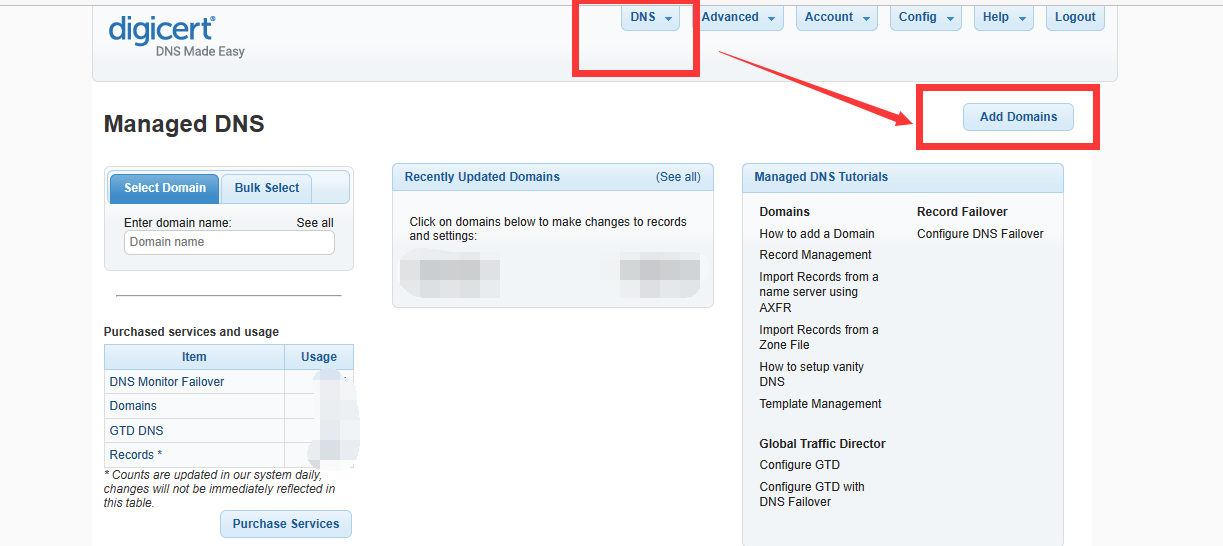 digicert®
DNS Made Easy
DNS
Advanced
Account
Config
Help
Logout
Managed DNS
Add Domains
Select Domain
Bulk Select
Enter domain name:
See all
Domain name
Purchased services and usage
Item
Usage
DNS Monitor Failover
Domains
GTD DNS
Records *
* Counts are updated in our system daily,
changes will not be immediately reflected in
this table.
Purchase Services
Recently Updated Domains
(See all)
Click on domains below to make changes to records
and settings:
Managed DNS Tutorials
Domains
How to add a Domain
Record Management
Import Records from a
name server using
AXFR
Import Records from a
Zone File
How to setup vanity
DNS
Template Management
Record Failover
Configure DNS Failover
Global Traffic Director
Configure GTD
Configure GTD with
DNS Failover